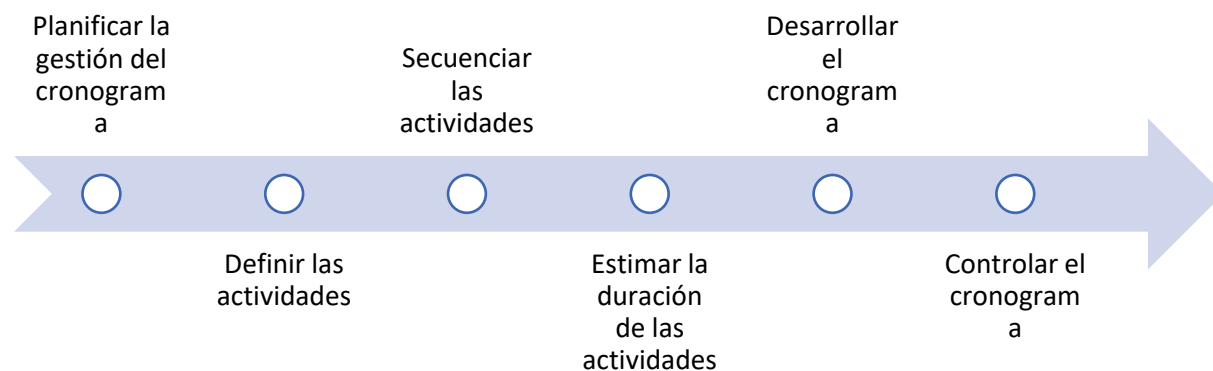 Planificar la
gestión del
cronogram
a
Definir las
actividades
Secuenciar
las
actividades
Estimar la
duración
de las
actividades
Desarrollar
el
cronogram
a
Controlar el
cronogram
a